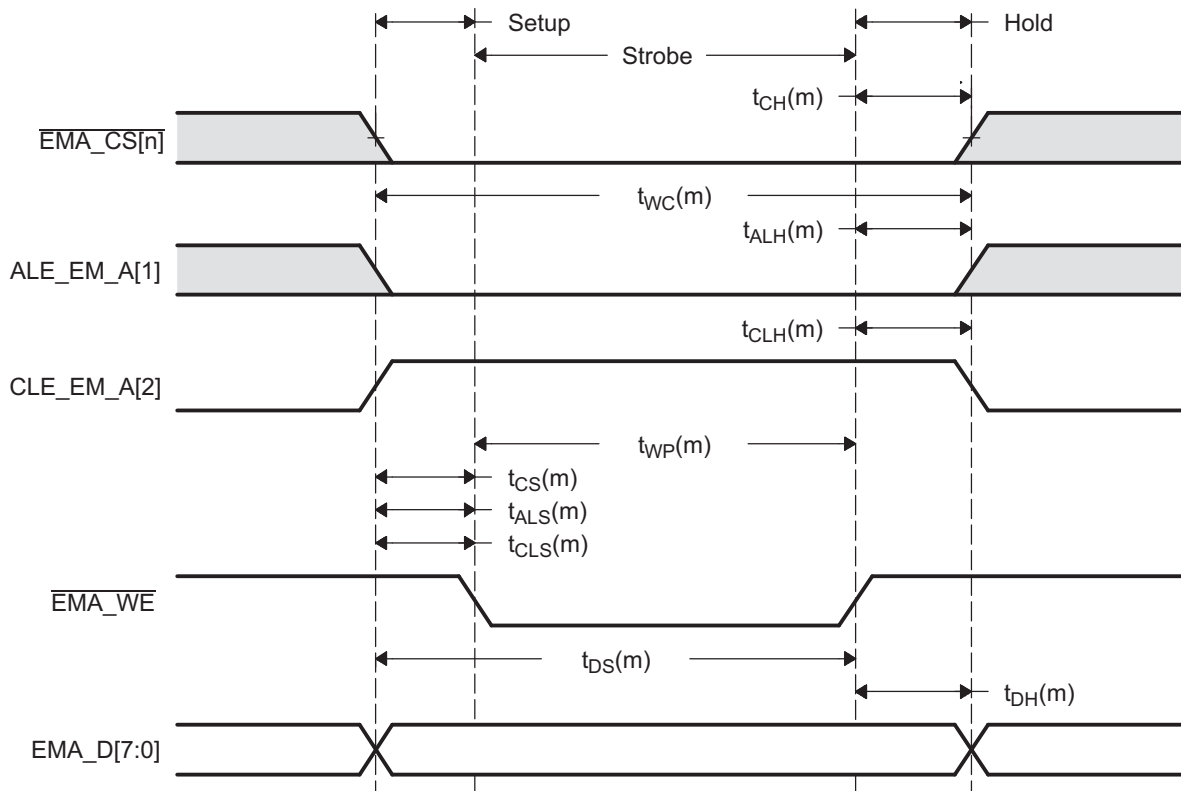 Setup
Hold
Strobe
tCH(m)
EMA_CS[n]
tWC(m)
tALH(m)
ALE_EM_A[1]
tCLH(m)
CLE_EM_A[2]
tWP(m)
tCS(m)
tALS(m)
tCLS(m)
EMA_WE
tDS(m)
tDH(m)
EMA_D[7:0]